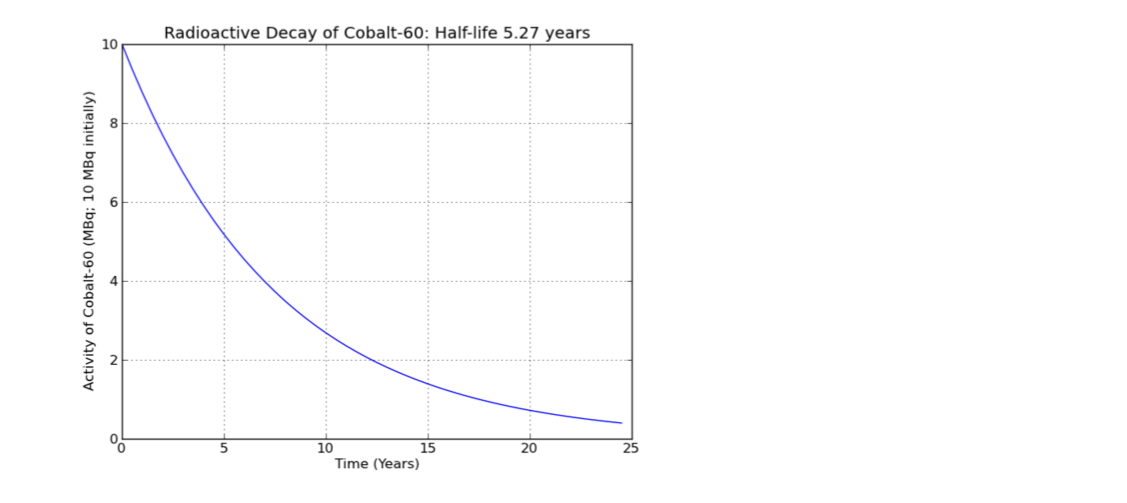 Radioactive Decay of Cobalt-60: Half-life 5.27 years
10
8
6
4
2
0
Activity of Cobalt-60 (MBq; 10 MBq initially)
0 5 10 15 20 25
Time (Years)